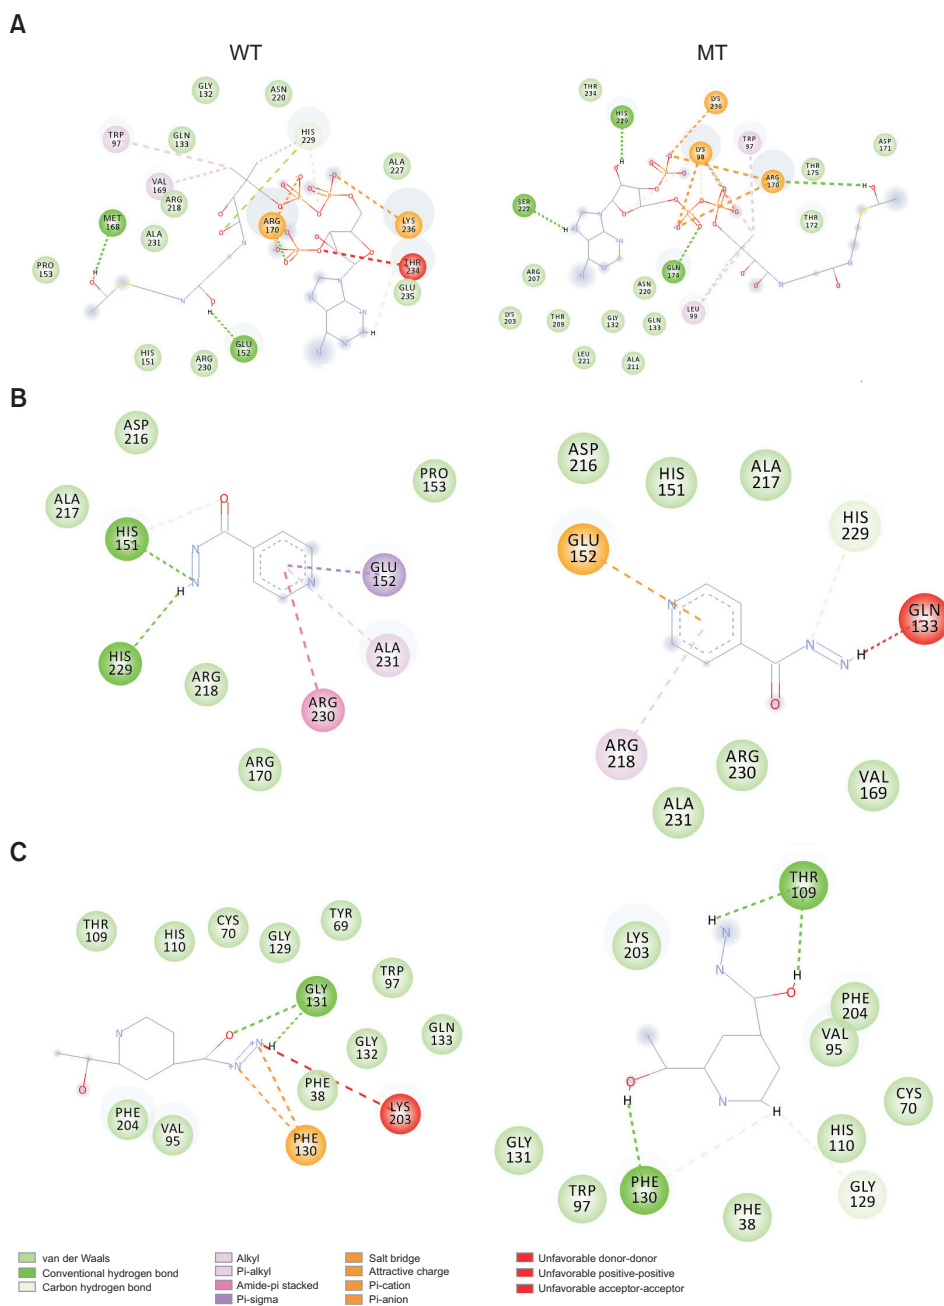 A
WT
MT
GLY
132
ASN
220
TRP
97
GLN
133
HIS
229
ALA
227
VAL
169
ARG
218
MET
168
ARG
170
LYS
236
ALA
231
THR
234
PRO
153
GLU
235
HIS
151
ARG
230
GLU
152
THR
234
HIS
229
LYS
236
LYS
98
TRP
97
ASP
171
THR
175
ARG
170
SER
222
THR
172
GLN
174
ARG
207
ASN
220
LEU
99
LYS
203
THR
209
GLY
132
GLN
133
LEU
221
ALA
211
B
ASP
216
PRO
153
ALA
217
HIS
151
GLU
152
HIS
229
ARG
218
ALA
231
ARG
230
ARG
170
O
N
N
H
N
ASP
216
HIS
151
ALA
217
HIS
229
GLU
152
GLN
133
ARG
218
ARG
230
VAL
169
ALA
231
N
N
N
H
O
C
THR
109
HIS
110
CYS
70
GLY
129
TYR
69
TRP
97
GLY
131
GLN
133
GLY
132
PHE
38
LYS
203
PHE
204
VAL
95
PHE
130
N
O
O
N
N
H
THR
109
LYS
203
PHE
204
VAL
95
CYS
70
HIS
110
GLY
131
TRP
97
PHE
130
PHE
38
GLY
129
H
N
N
H
O
O
H
N
H
van der Waals
Conventional hydrogen bond
Carbon hydrogen bond
Alkyl
Pi-alkyl
Amide-pi stacked
Pi-sigma
Salt bridge
Attractive charge
Pi-cation
Pi-anion
Unfavorable donor-donor
Unfavorable positive-positive
Unfavorable acceptor-acceptor